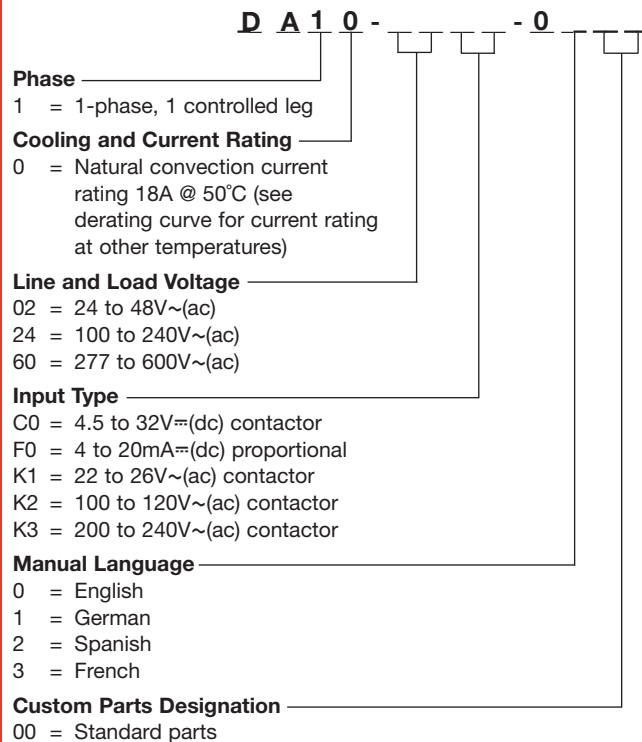 D A 1 0 - __ __ - 0 _ _ _
Phase
1 = 1-phase, 1 controlled leg
Cooling and Current Rating
0 = Natural convection current
rating 18A @ 50˚C (see
derating curve for current rating
at other temperatures)
Line and Load Voltage
02 = 24 to 48V~(ac)
24 = 100 to 240V~(ac)
60 = 277 to 600V~(ac)
Input Type
C0 = 4.5 to 32V⎓(dc) contactor
F0 = 4 to 20mA⎓(dc) proportional
K1 = 22 to 26V~(ac) contactor
K2 = 100 to 120V~(ac) contactor
K3 = 200 to 240V~(ac) contactor
Manual Language
0 = English
1 = German
2 = Spanish
3 = French
Custom Parts Designation
00 = Standard parts